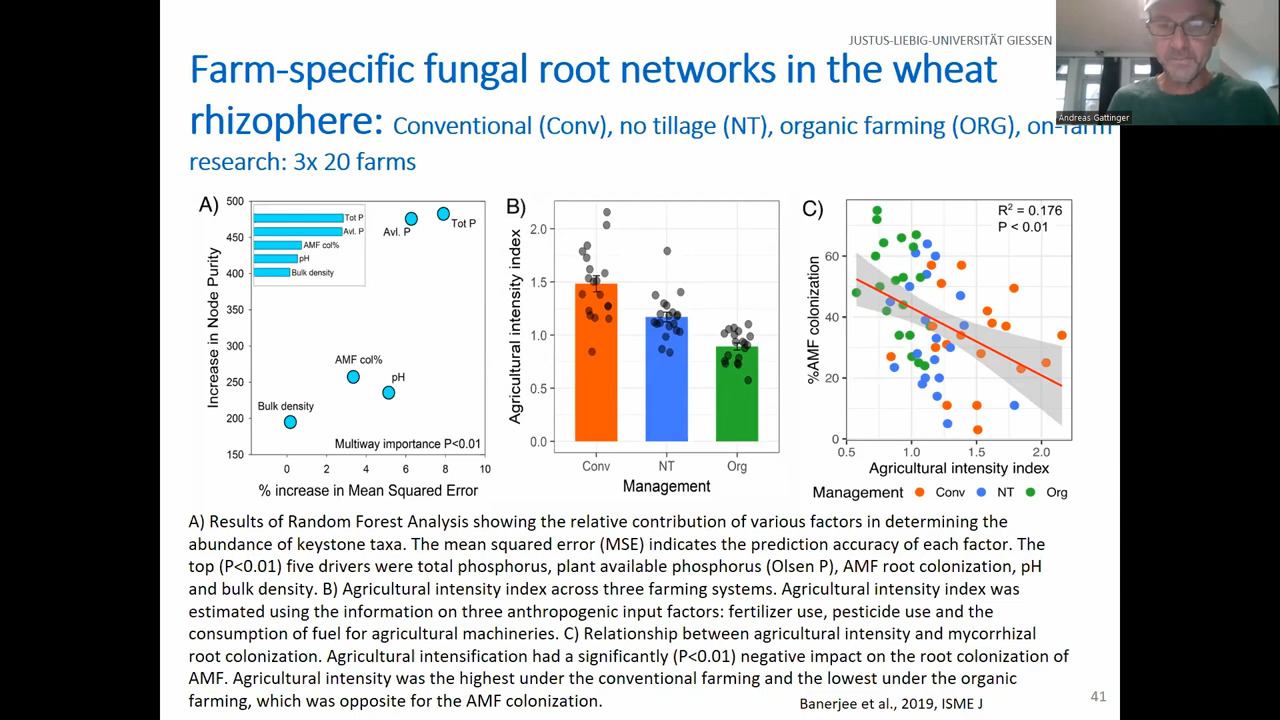 JUSTUS-LIEBIG-UNIVERSITÄT GIESSEN
Farm-specific fungal root networks in the wheat
rhizophere: Conventional (Conv), no tillage (NT), organic farming (ORG), on-farm
research: 3x 20 farms
Andreas Gattinger
A)
500
450
400
350
300
250
200
150
Increase in Node Purity
Tot P
Avl. P
AMF col%
pH
Bulk density
Avl. P
Tot P
AMF col%
pH
Bulk density
Multiway importance P<0.01
0 2 4 6 8 10
% increase in Mean Squared Error
B)
Agricultural intensity index
2.0
1.5
1.0
0.5
0.0
Conv NT Org
Management
C)
R² = 0.176
P < 0.01
%AMF colonization
60
40
20
0
0.5 1.0 1.5 2.0
Agricultural intensity index
Management Conv NT Org
A) Results of Random Forest Analysis showing the relative contribution of various factors in determining the
abundance of keystone taxa. The mean squared error (MSE) indicates the prediction accuracy of each factor. The
top (P<0.01) five drivers were total phosphorus, plant available phosphorus (Olsen P), AMF root colonization, pH
and bulk density. B) Agricultural intensity index across three farming systems. Agricultural intensity index was
estimated using the information on three anthropogenic input factors: fertilizer use, pesticide use and the
consumption of fuel for agricultural machineries. C) Relationship between agricultural intensity and mycorrhizal
root colonization. Agricultural intensification had a significantly (P<0.01) negative impact on the root colonization of
AMF. Agricultural intensity was the highest under the conventional farming and the lowest under the organic
farming, which was opposite for the AMF colonization.
Banerjee et al., 2019, ISME J
41